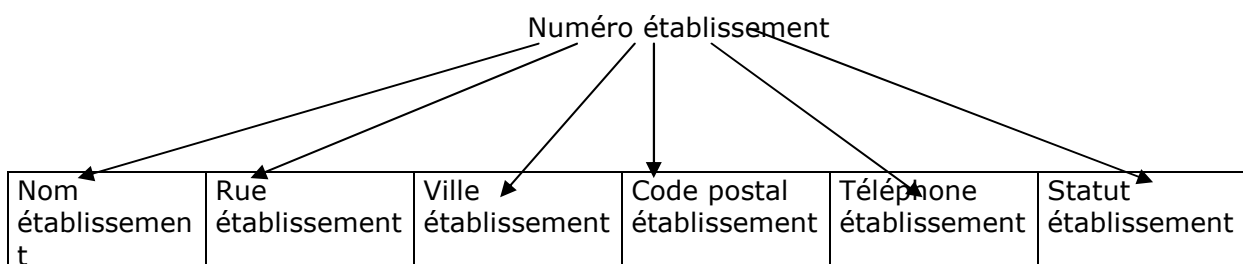 Numéro établissement
Nom
établissemen
t
Rue
établissement
Ville
établissement
Code postal
établissement
Téléphone
établissement
Statut
établissement